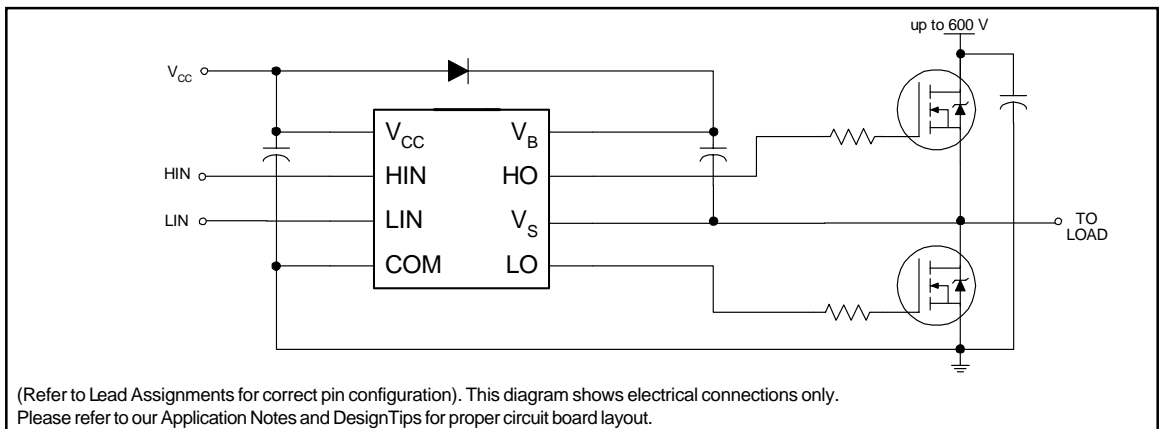 up to 600 V
VCC
VCC
VB
HIN
HIN
HO
LIN
LIN
VS
TO
LOAD
COM
LO
(Refer to Lead Assignments for correct pin configuration). This diagram shows electrical connections only.
Please refer to our Application Notes and DesignTips for proper circuit board layout.